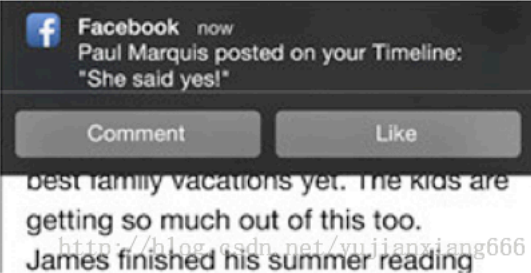 Facebook now
Paul Marquis posted on your Timeline:
"She said yes!"
Comment Like
best family vacations yet. The kids are
getting so much out of this too.
http://blog.csdn.net/yujianxiang666
James finished his summer reading